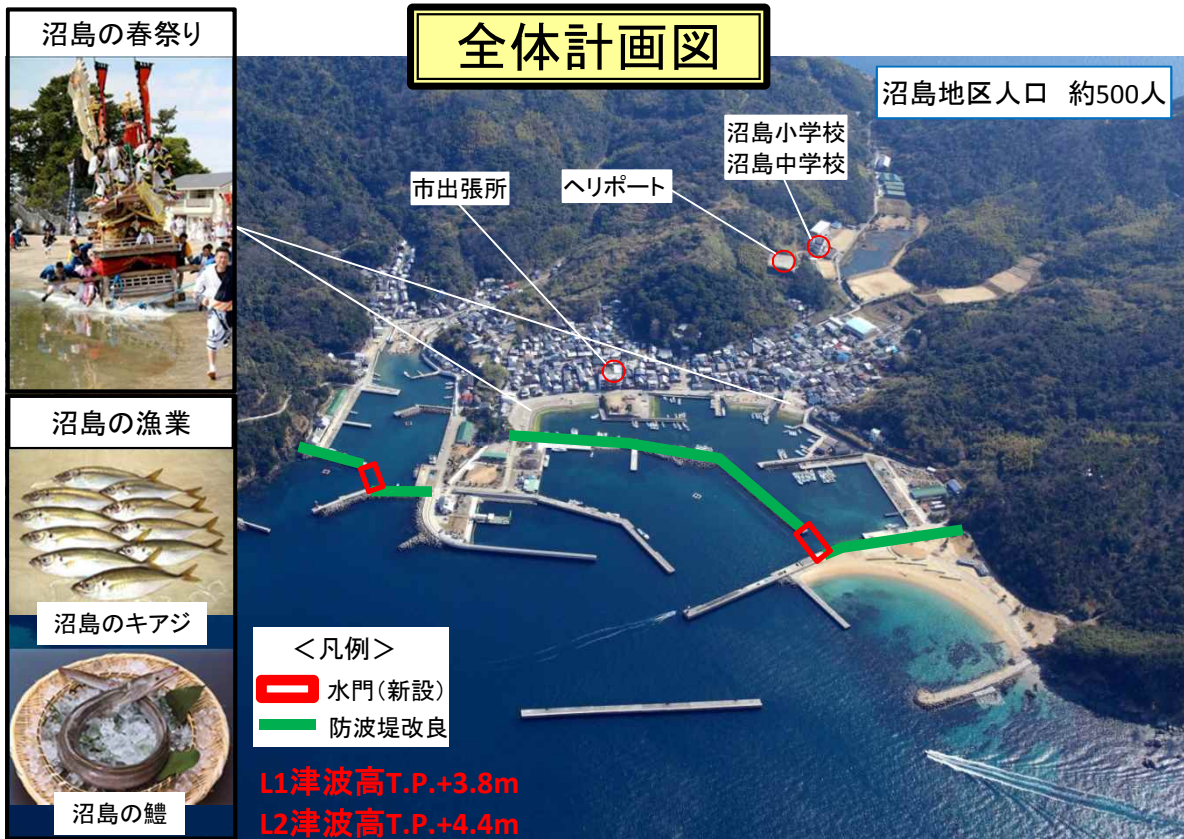 全体計画図
沼島の春祭り
沼島地区人口 約500人
沼島小学校
沼島中学校
ヘリポート
市出張所
沼島の漁業
沼島のキアジ
沼島の鱧
<凡例>
水門(新設)
防波堤改良
L1津波高T.P.+3.8m
L2津波高T.P.+4.4m